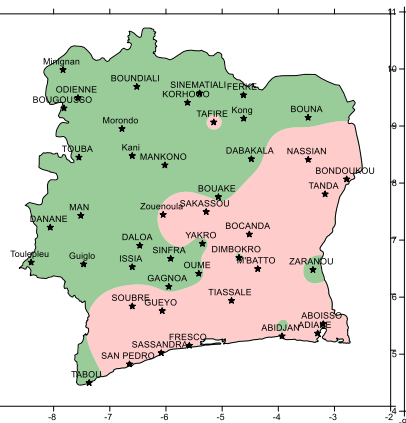 11
Minignan
10
BOUNDIALI
ODIENNE
SINEMATIALI
FERKE
BOUGOUSSO
KORHOGO
TAFIRE
Kong
BOUNA
9
Morondo
TOUBA
Kani
MANKONO
DABAKALA
NASSIAN
BONDOUKOU
8
TANDA
BOUAKE
SAKASSOU
Zouenoula
MAN
DANANE
BOCANDA
7
YAKRO
DALOA
DIMBOKRO
Toulepleu
Guiglo
ISSIA
SINFRA
OUME
M'BATTO
ZARANOU
GAGNOA
6
SOUBRE
GUEYO
TIASSALE
ABOISSO
ABIDJAN
ADIAKE
5
FRESCO
SASSANDRA
SAN PEDRO
TABOU
4
-8 -7 -6 -5 -4 -3 -2